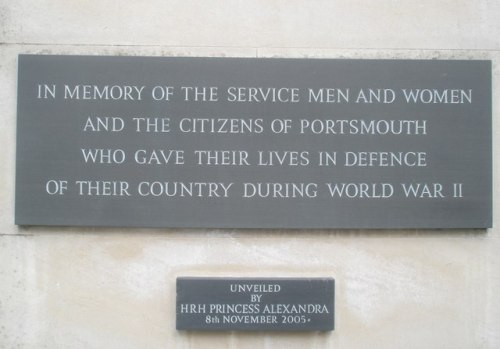 IN MEMORY OF THE SERVICE MEN AND WOMEN
AND THE CITIZENS OF PORTSMOUTH
WHO GAVE THEIR LIVES IN DEFENCE
OF THEIR COUNTRY DURING WORLD WAR II
UNVEILED
BY
HRH PRINCESS ALEXANDRA
8th NOVEMBER 2005